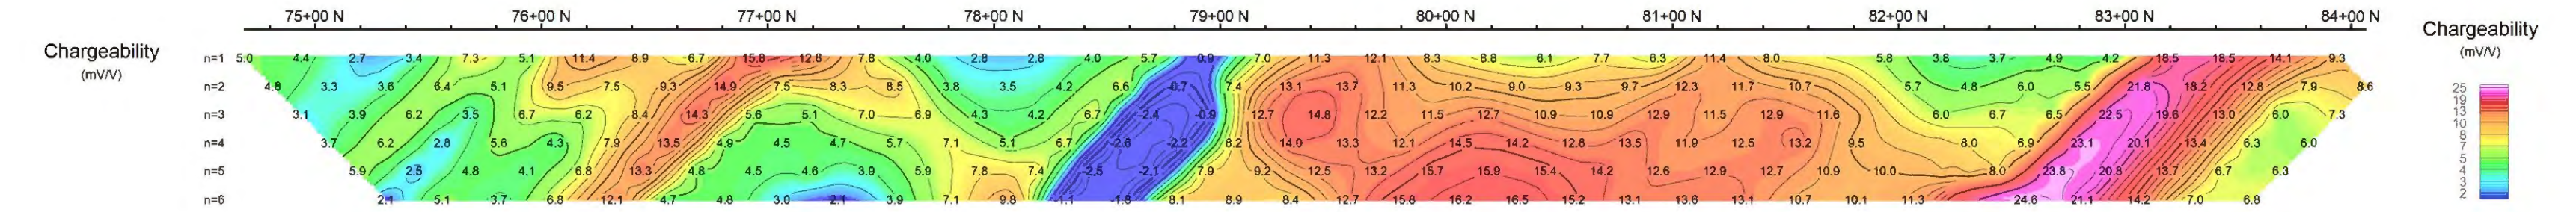 75+00 N 76+00 N 77+00 N 78+00 N 79+00 N 80+00 N 81+00 N 82+00 N 83+00 N 84+00 N
Chargeability
(mV/V)
n=1 5.0 4.4 2.7 3.4 7.3 5.1 11.4 8.9 6.7 15.8 12.8 7.8 4.0 2.8 2.8 4.0 5.7 0.9 7.0 11.3 12.1 8.3 8.8 6.1 7.7 6.3 11.4 8.0 5.8 3.8 3.7 4.9 4.2 18.5 18.5 14.1 9.3
n=2 4.8 3.3 3.6 6.4 5.1 9.5 7.5 9.3 14.9 7.5 8.3 8.5 3.8 3.5 4.2 6.6 -0.7 7.4 13.1 13.7 11.3 10.2 9.0 9.3 9.7 12.3 11.7 10.7 5.7 4.8 6.0 5.5 21.8 18.2 12.8 7.9 8.6
n=3 3.1 3.9 6.2 3.5 6.7 6.2 8.4 14.3 5.6 5.1 7.0 6.9 4.3 4.2 6.7 -2.4 -0.9 12.7 14.8 12.2 11.5 12.7 10.9 10.9 12.9 11.5 12.9 11.6 6.0 6.7 6.5 22.5 19.6 13.0 6.0 7.3
n=4 3.7 6.2 2.8 5.6 4.3 7.9 13.5 4.9 4.5 4.7 5.7 7.1 5.1 6.7 -2.6 -2.2 8.2 14.0 13.3 12.1 14.5 14.2 12.8 13.5 11.9 12.5 13.2 9.5 8.0 6.9 23.1 20.1 13.4 6.3 6.0
n=5 5.9 2.5 4.8 4.1 6.8 13.3 4.8 4.5 4.6 3.9 5.9 7.8 7.4 -2.5 -2.1 7.9 9.2 12.5 13.2 15.7 15.9 15.4 14.2 12.6 12.9 12.7 10.9 10.0 8.0 23.8 20.8 13.7 6.7 6.3
n=6 2.1 5.1 3.7 6.8 12.1 4.7 4.8 3.0 2.1 3.9 7.1 9.8 -1.1 -1.8 8.1 8.9 8.4 12.7 15.6 16.2 16.5 15.2 13.1 13.6 13.1 10.7 10.1 11.3 24.6 21.1 14.2 7.0 6.8
Chargeability
(mV/V)
25
19
13
10
8
7
5
4
3
2